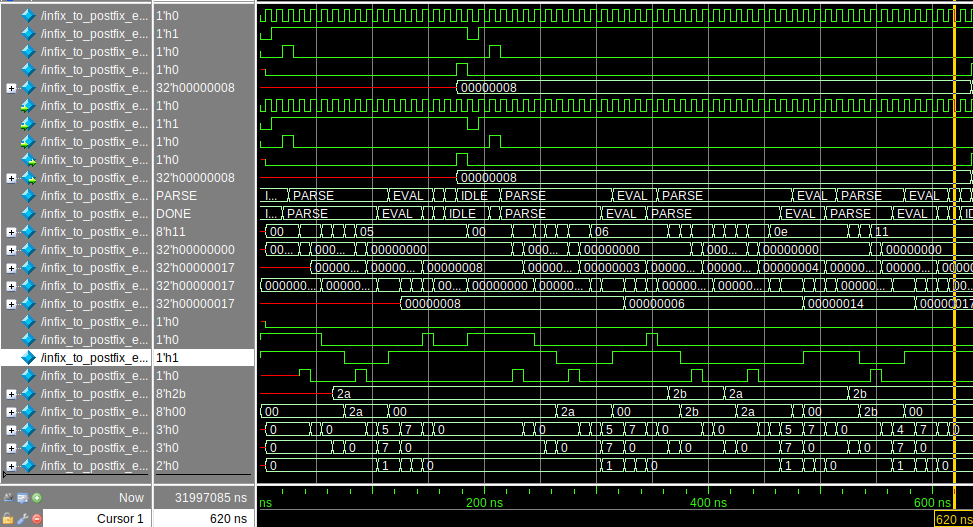 /infix_to_postfix_e... 1'h0
/infix_to_postfix_e... 1'h1
/infix_to_postfix_e... 1'h0
/infix_to_postfix_e... 1'h0
/infix_to_postfix_e... 32'h00000008 00000008
/infix_to_postfix_e... 1'h0
/infix_to_postfix_e... 1'h1
/infix_to_postfix_e... 1'h0
/infix_to_postfix_e... 1'h0
/infix_to_postfix_e... 32'h00000008 00000008
/infix_to_postfix_e... PARSE I... PARSE EVAL IDLE PARSE EVAL PARSE EVAL PARSE EVAL
/infix_to_postfix_e... DONE I... PARSE EVAL IDLE PARSE EVAL PARSE EVAL PARSE EVAL ID
/infix_to_postfix_e... 8'h11 00 05 00 06 0e 11
/infix_to_postfix_e... 32'h00000000 00... 000... 00000000 000... 00000000 000... 00000000 00000000
/infix_to_postfix_e... 32'h00000017 00000... 00000... 00000008 00000... 00000003 00000... 00000... 00000004 00000... 00000... 00000...
/infix_to_postfix_e... 32'h00000017 000000... 00000... 00000... 00000000 00000... 00000... 00000... 00000... 00...
/infix_to_postfix_e... 32'h00000017 00000008 00000006 00000014 00000017
/infix_to_postfix_e... 1'h0
/infix_to_postfix_e... 1'h0
/infix_to_postfix_e... 1'h1
/infix_to_postfix_e... 1'h0
/infix_to_postfix_e... 8'h2b 2a 2b 2a 2b
/infix_to_postfix_e... 8'h00 00 2a 00 2a 00 2b 2a 00 2b 00
/infix_to_postfix_e... 3'h0 0 0 0 5 7 0 0 0 5 7 0 0 0 5 7 0 4 7 0
/infix_to_postfix_e... 3'h0 0 0 7 0 0 7 0 0 0 7 0 0 7 0
/infix_to_postfix_e... 2'h0 0 1 0 1 0 1 0 1 0
Now 31997085 ns ns 200 ns 400 ns 600 ns
Cursor 1 620 ns 620 ns